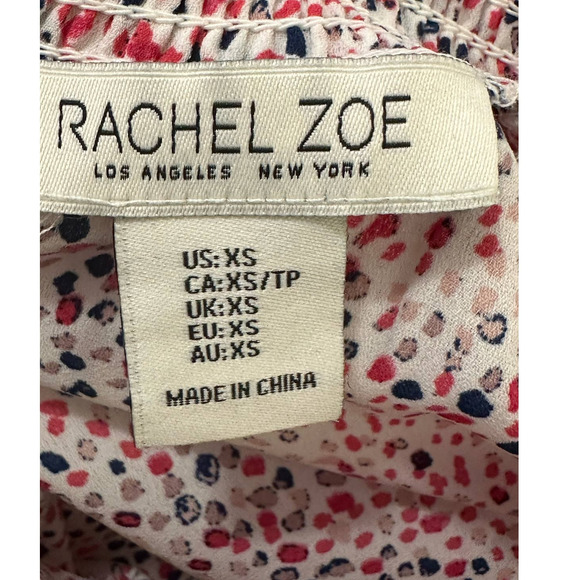 RACHEL ZOE
LOS ANGELES NEW YORK
US: XS
CA: XS/TP
UK: XS
EU: XS
AU: XS
MADE IN CHINA